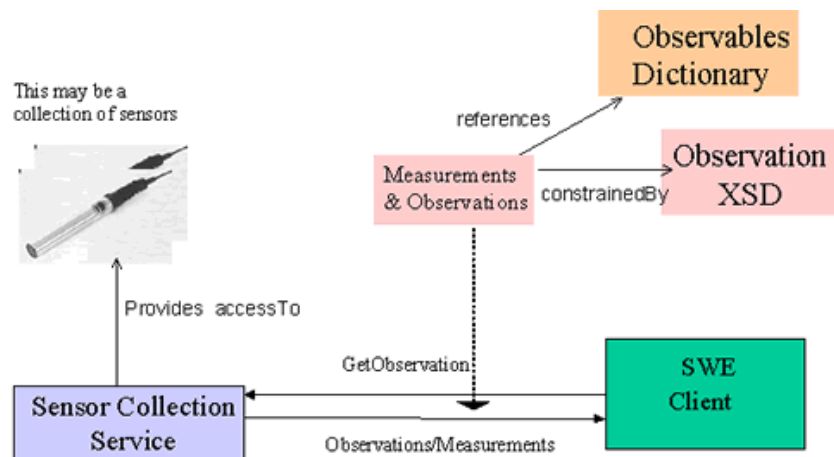 Observables
Dictionary
This may be a
collection of sensors
references
Measurements
& Observations
Observation
XSD
constrainedBy
Provides accessTo
GetObservation
SWE
Client
Sensor Collection
Service
Observations/Measurements